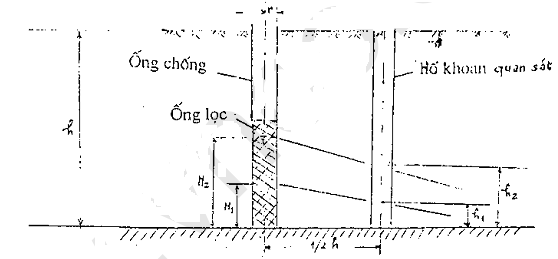 r
Ống chống
Hố khoan quan sát
Ống lọc
h
H₂
H₁
h₂
h₁
1/2 h